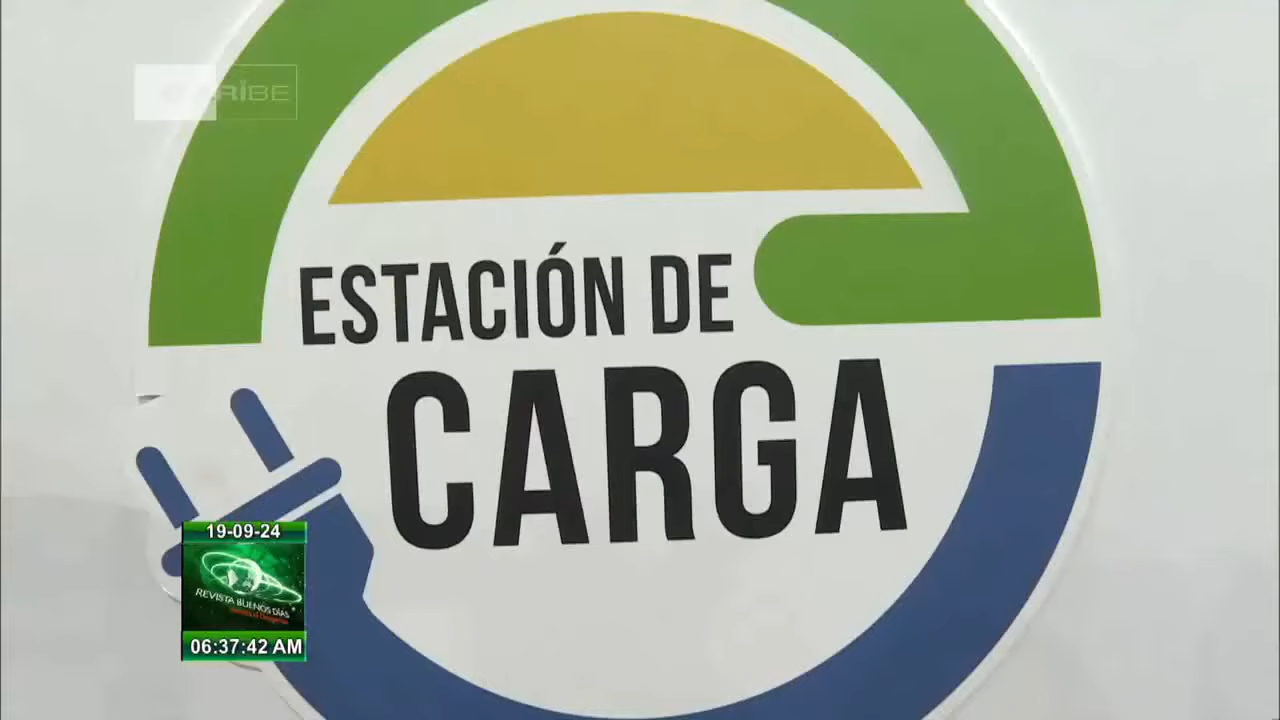 ESTACIÓN DE
CARGA
19-09-24
REVISTA BUENOS DÍAS
06:37:42 AM